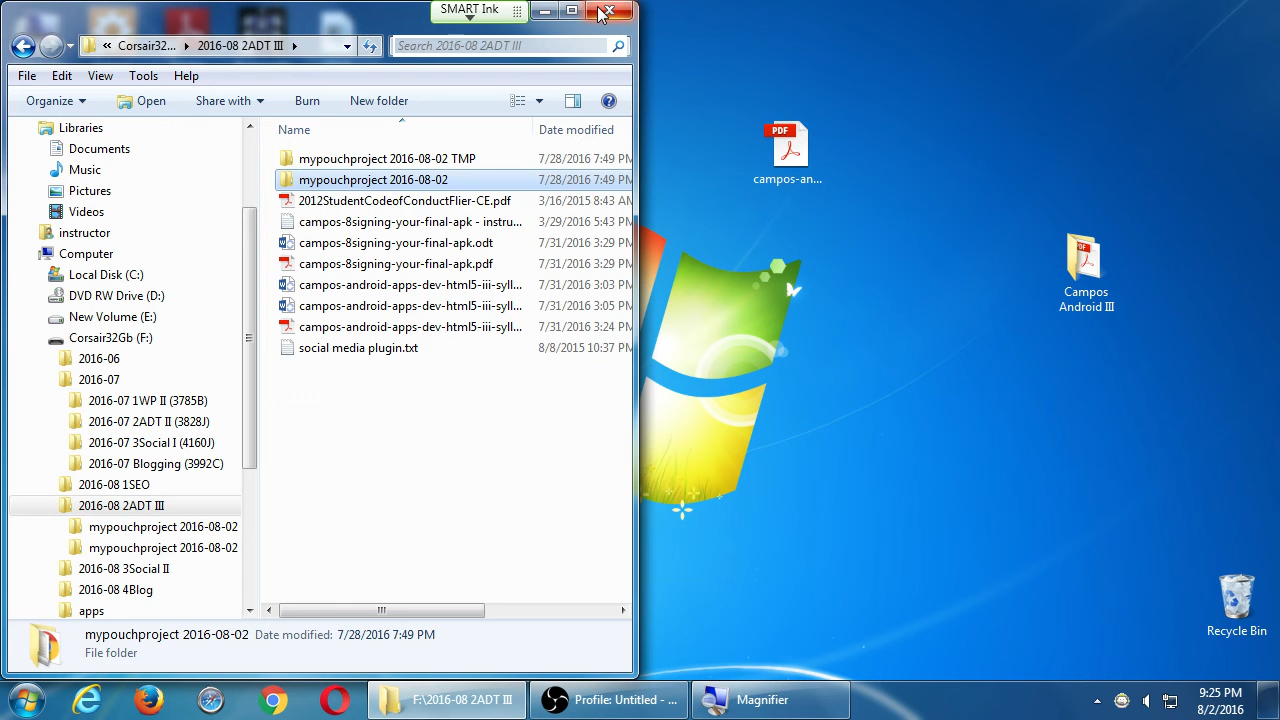 SMART Ink
« Corsair32... ▸ 2016-08 2ADT III ▸
Search 2016-08 2ADT III
File Edit View Tools Help
Organize Open Share with Burn New folder
Name Date modified
Libraries
Documents
Music
Pictures
Videos
instructor
Computer
Local Disk (C:)
DVD RW Drive (D:)
New Volume (E:)
Corsair32Gb (F:)
2016-06
2016-07
2016-07 1WP II (3785B)
2016-07 2ADT II (3828J)
2016-07 3Social I (4160J)
2016-07 Blogging (3992C)
2016-08 1SEO
2016-08 2ADT III
mypouchproject 2016-08-02
mypouchproject 2016-08-02
2016-08 3Social II
2016-08 4Blog
apps
mypouchproject 2016-08-02 TMP 7/28/2016 7:49 PM
mypouchproject 2016-08-02 7/28/2016 7:49 PM
2012StudentCodeofConductFlier-CE.pdf 3/16/2015 8:43 AM
campos-8signing-your-final-apk - instru... 3/29/2016 5:43
campos-8signing-your-final-apk.odt 7/31/2016 3:29 PM
campos-8signing-your-final-apk.pdf 7/31/2016 3:29 PM
campos-android-apps-dev-html5-iii-syll... 7/31/2016 3:03 PM
campos-android-apps-dev-html5-iii-syll... 7/31/2016 3:05 PM
campos-android-apps-dev-html5-iii-syll... 7/31/2016 3:24 PM
social media plugin.txt 8/8/2015 10:37 PM
mypouchproject 2016-08-02 Date modified: 7/28/2016 7:49 PM
File folder
PDF
campos-an...
PDF
Campos
Android III
Recycle Bin
F:\2016-08 2ADT III
Profile: Untitled - ...
Magnifier
9:25 PM
8/2/2016